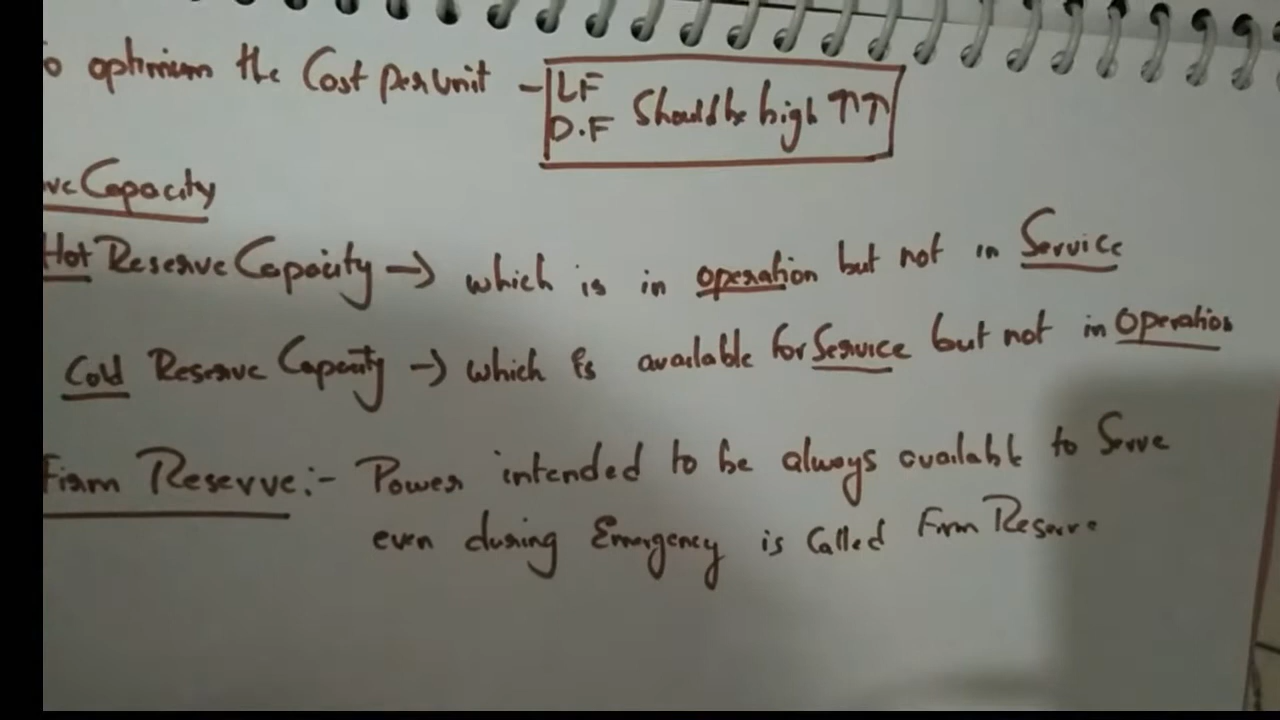 o optimum the Cost per unit - LF
D.F Should be high ↑↑
ve Capacity
Hot Reserve Capacity → which is in operation but not in Service
Cold Reserve Capacity → which is available for Service but not in Operation
Firm Reserve:- Power intended to be always available to Serve
even during Emergency is Called Firm Reserve